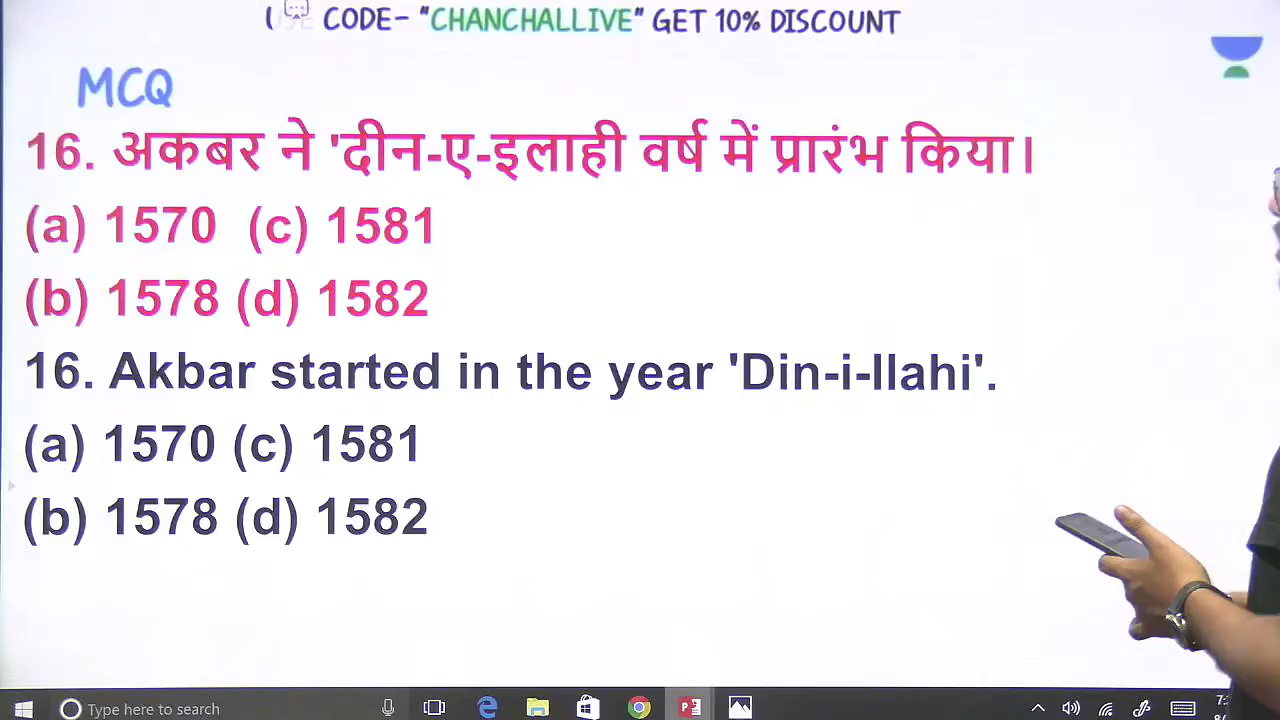 CODE- "CHANCHALLIVE" GET 10% DISCOUNT
MCQ
16. अकबर ने 'दीन-ए-इलाही वर्ष में प्रारंभ किया।
(a) 1570 (c) 1581
(b) 1578 (d) 1582
16. Akbar started in the year 'Din-i-Ilahi'.
(a) 1570 (c) 1581
(b) 1578 (d) 1582
Type here to search